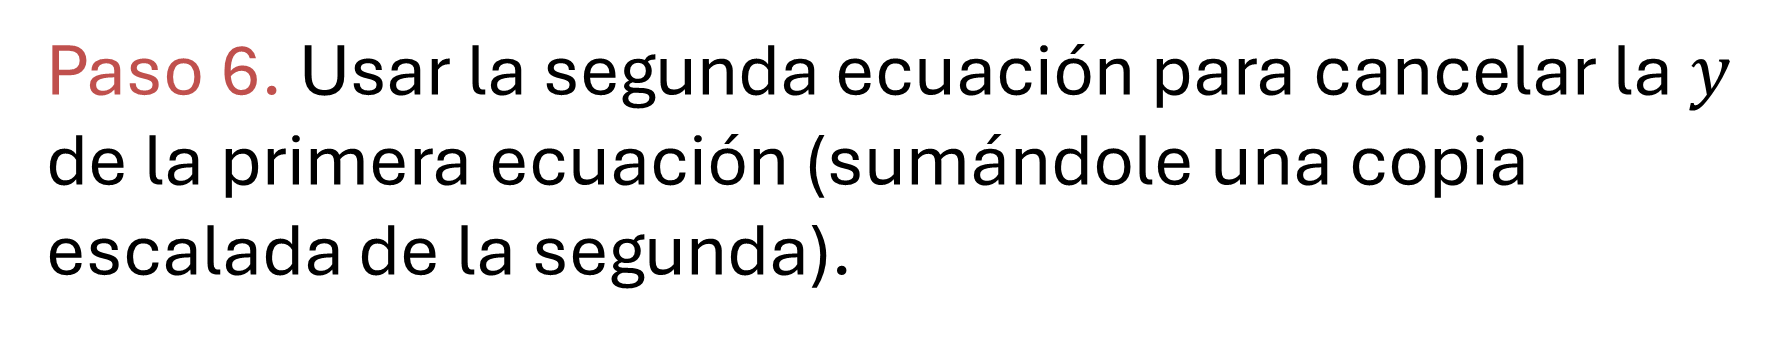 Paso 6. Usar la segunda ecuación para cancelar la y
de la primera ecuación (sumándole una copia
escalada de la segunda).